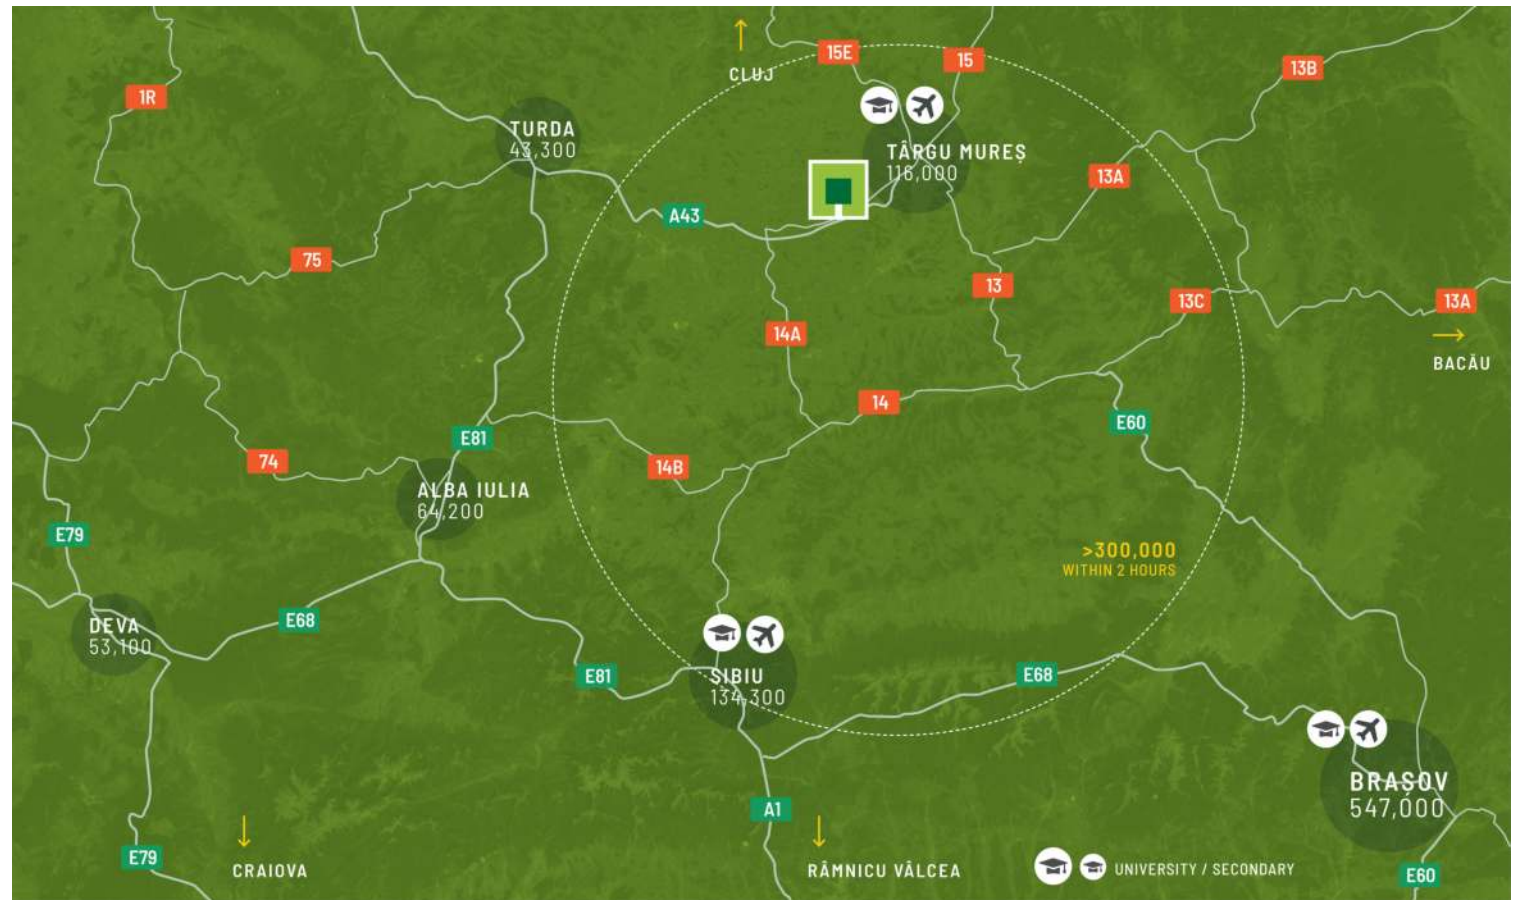 15E
15
13B
CLUJ
1R
TURDA
43,300
TÂRGU MUREȘ
116,000
13A
A43
75
13
13C
13A
14A
BACĂU
14
E60
E81
14B
74
ALBA IULIA
64,200
E79
>300,000
WITHIN 2 HOURS
E68
DEVA
53,100
E81
SIBIU
134,300
E68
BRAȘOV
547,000
A1
E79
CRAIOVA
RÂMNICU VÂLCEA
UNIVERSITY / SECONDARY
E60